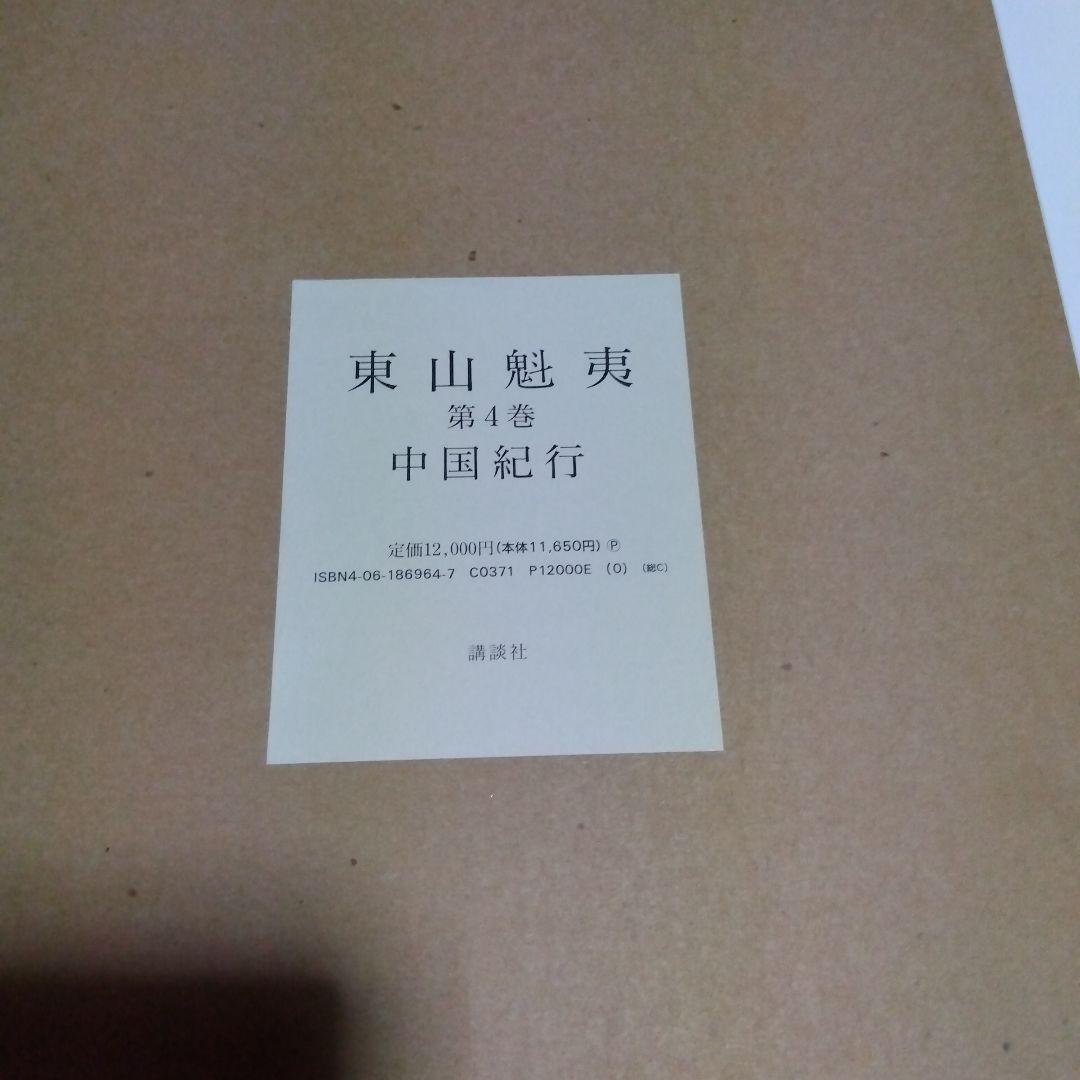 東山魁夷
第4巻
中国紀行
定価12,000円(本体11,650円) Ⓟ
ISBN4-06-186964-7 C0371 P12000E (0) (総C)
講談社